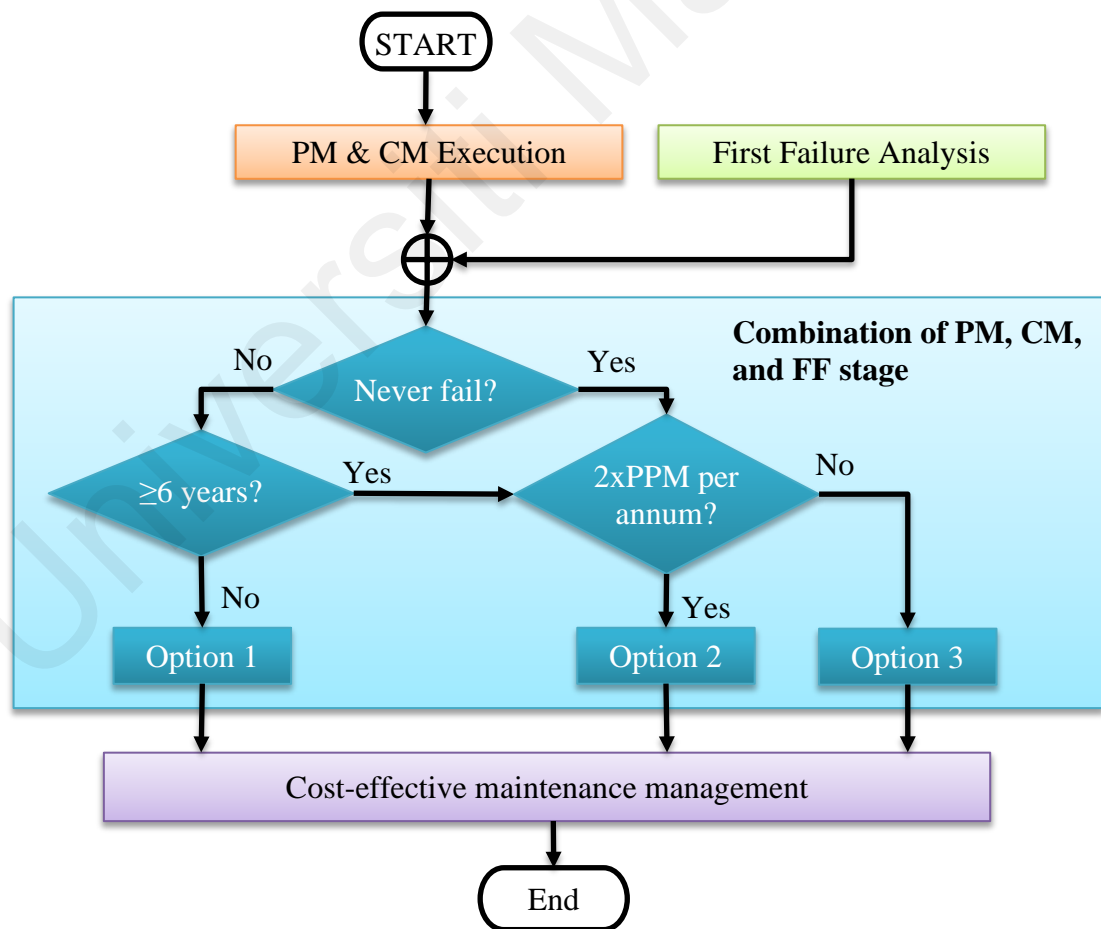 START
PM & CM Execution
First Failure Analysis
Combination of PM, CM,
and FF stage
No
Yes
Never fail?
≥6 years?
Yes
2xPPM per
annum?
No
No
Yes
Option 1
Option 2
Option 3
Cost-effective maintenance management
End
Universiti